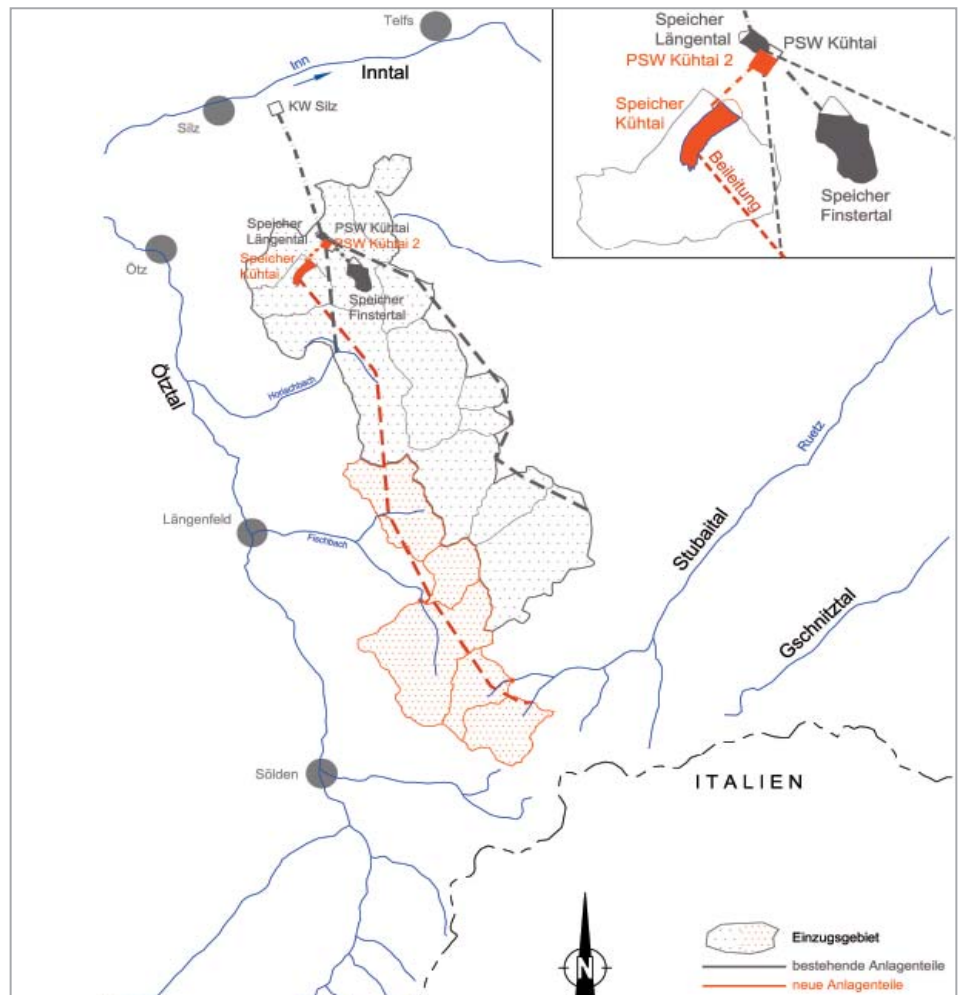 Telfs
Inn
Inntal
KW Silz
Silz
Speicher
Längental
PSW Kühtai
PSW Kühtai 2
Speicher
Kühtai
Beileitung
Speicher
Finstertal
Speicher
Längental
PSW Kühtai
PSW Kühtai 2
Speicher
Kühtai
Speicher
Finstertal
Ötz
Ötztal
Horlachbach
Ruetz
Längenfeld
Fischbach
Stubaital
Gschnitztal
Sölden
ITALIEN
N
Einzugsgebiet
bestehende Anlagenteile
neue Anlagenteile